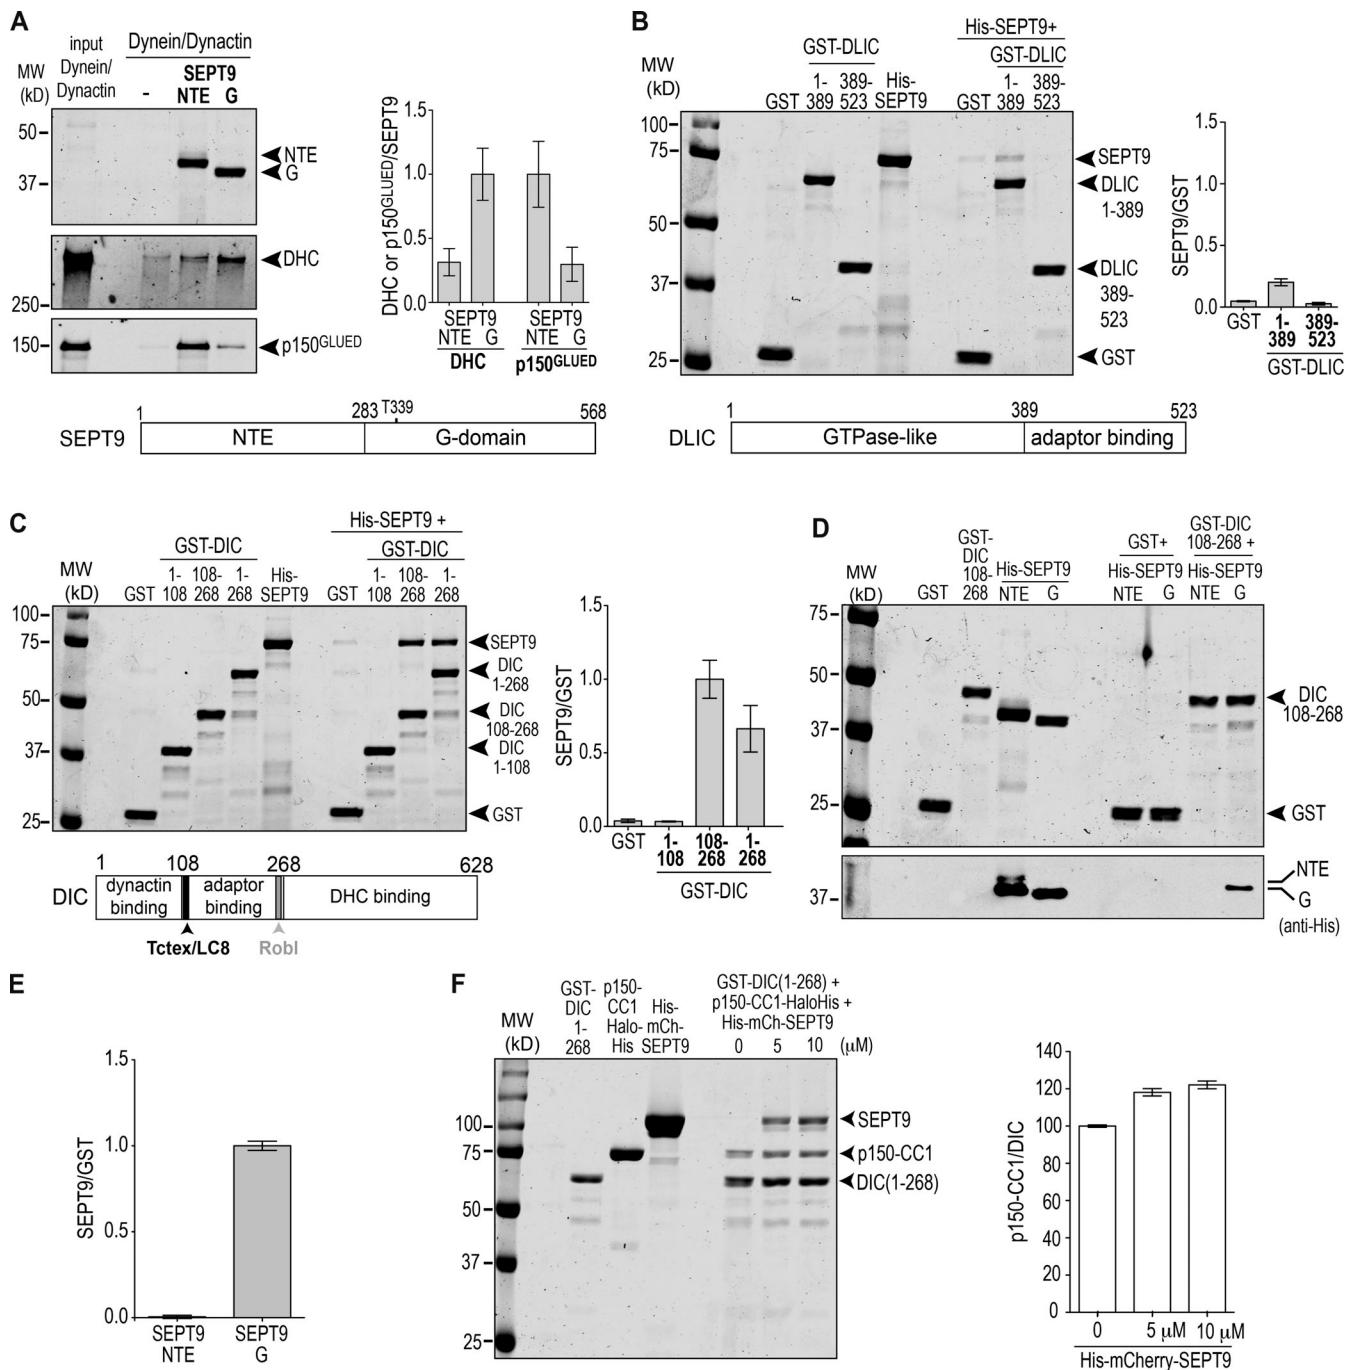 A
input
Dynein/
Dynactin
Dynein/Dynactin
SEPT9
- NTE G
MW
(kD)
50
37
NTE
G
DHC
250
150
p150GLUED
DHC or p150GLUED/SEPT9
1.5
1.0
0.5
0.0
SEPT9 SEPT9
NTE G NTE G
DHC p150GLUED
1 283 T339 568
SEPT9 NTE G-domain
B
MW
(kD)
GST-DLIC
GST 1-389 389-523
His-SEPT9
His-SEPT9+
GST-DLIC
GST 1-389 389-523
100
75
50
37
25
SEPT9
DLIC
1-389
DLIC
389-
523
GST
SEPT9/GST
1.5
1.0
0.5
0.0
GST 1-389 389-523
GST-DLIC
1 389 523
DLIC GTPase-like adaptor binding
C
MW
(kD)
GST-DIC
GST 1-108 108-268 1-268
His-SEPT9
His-SEPT9 +
GST-DIC
GST 1-108 108-268 1-268
100
75
50
37
25
SEPT9
DIC
1-268
DIC
108-268
DIC
1-108
GST
SEPT9/GST
1.5
1.0
0.5
0.0
GST 1-108 108-268 1-268
GST-DIC
1 108 268 628
DIC dynactin binding adaptor binding DHC binding
Tctex/LC8 Robl
D
MW
(kD)
GST
GST-DIC 108-268
His-SEPT9
NTE G
GST+
His-SEPT9
NTE G
GST-DIC
108-268 +
His-SEPT9
NTE G
75
50
37
25
DIC
108-268
GST
37
NTE
G
(anti-His)
E
SEPT9/GST
1.5
1.0
0.5
0.0
SEPT9 SEPT9
NTE G
F
MW
(kD)
GST-DIC 1-268
p150-CC1 Halo-His
His-mCh-SEPT9
GST-DIC(1-268) +
p150-CC1-HaloHis +
His-mCh-SEPT9
0 5 10 (µM)
100
75
50
37
25
SEPT9
p150-CC1
DIC(1-268)
p150-CC1/DIC
140
120
100
80
60
40
20
0
0 5 µM 10 µM
His-mCherry-SEPT9